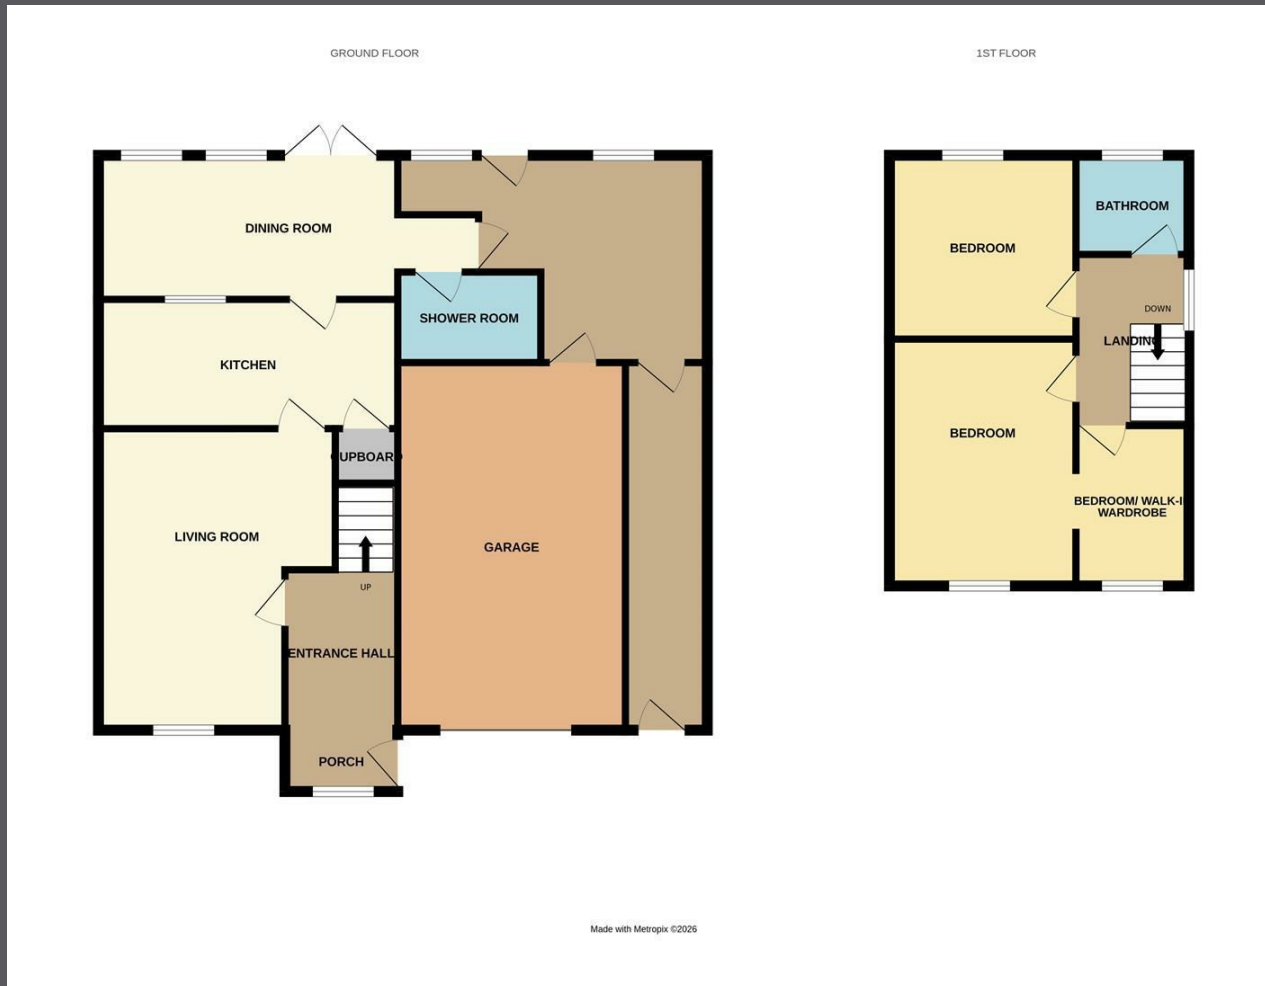 GROUND FLOOR
1ST FLOOR
DINING ROOM
SHOWER ROOM
KITCHEN
UPBOAR
LIVING ROOM
GARAGE
UP
ENTRANCE HALL
PORCH
BATHROOM
BEDROOM
DOWN
LANDING
BEDROOM
BEDROOM/ WALK-I
WARDROBE
Made with Metropix ©2026